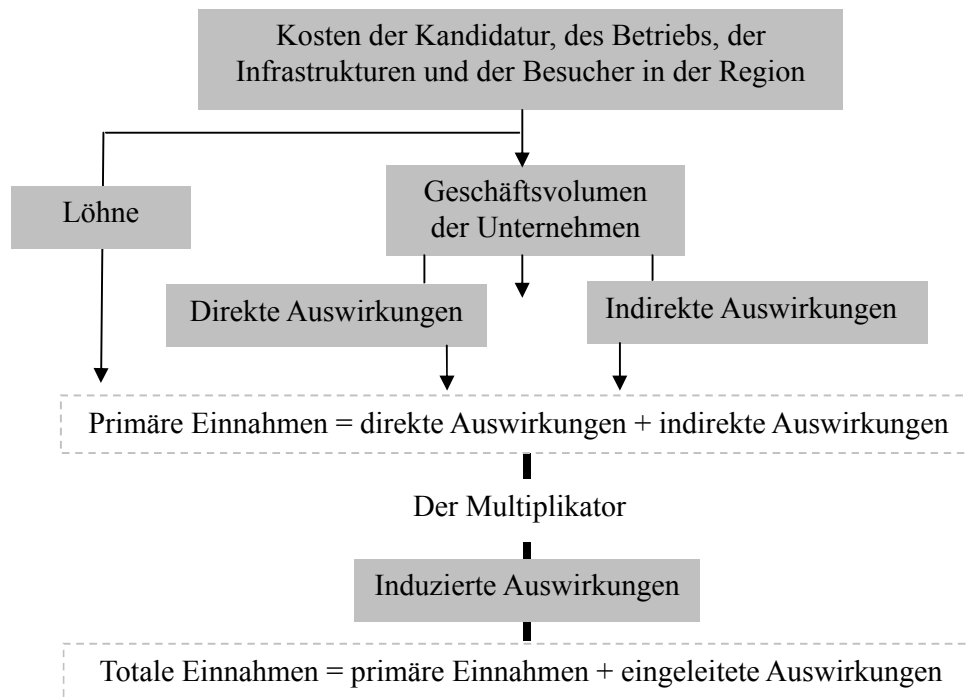 Kosten der Kandidatur, des Betriebs, der
Infrastrukturen und der Besucher in der Region
Löhne
Geschäftsvolumen
der Unternehmen
Direkte Auswirkungen
Indirekte Auswirkungen
Primäre Einnahmen = direkte Auswirkungen + indirekte Auswirkungen
Der Multiplikator
Induzierte Auswirkungen
Totale Einnahmen = primäre Einnahmen + eingeleitete Auswirkungen